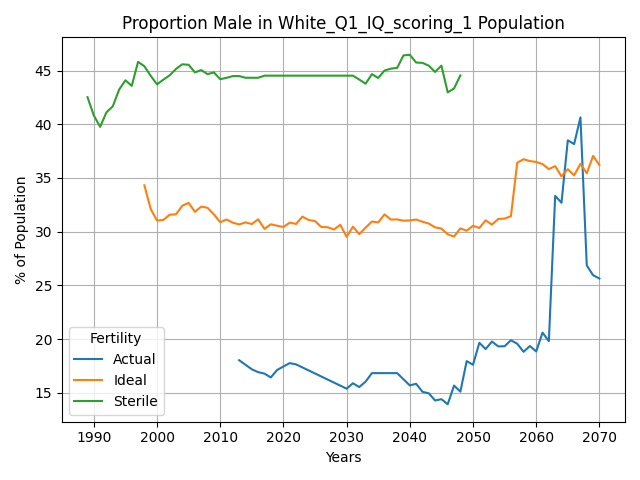 Proportion Male in White_Q1_IQ_scoring_1 Population
% of Population
45
40
35
30
25
20
15
Fertility
Actual
Ideal
Sterile
1990 2000 2010 2020 2030 2040 2050 2060 2070
Years